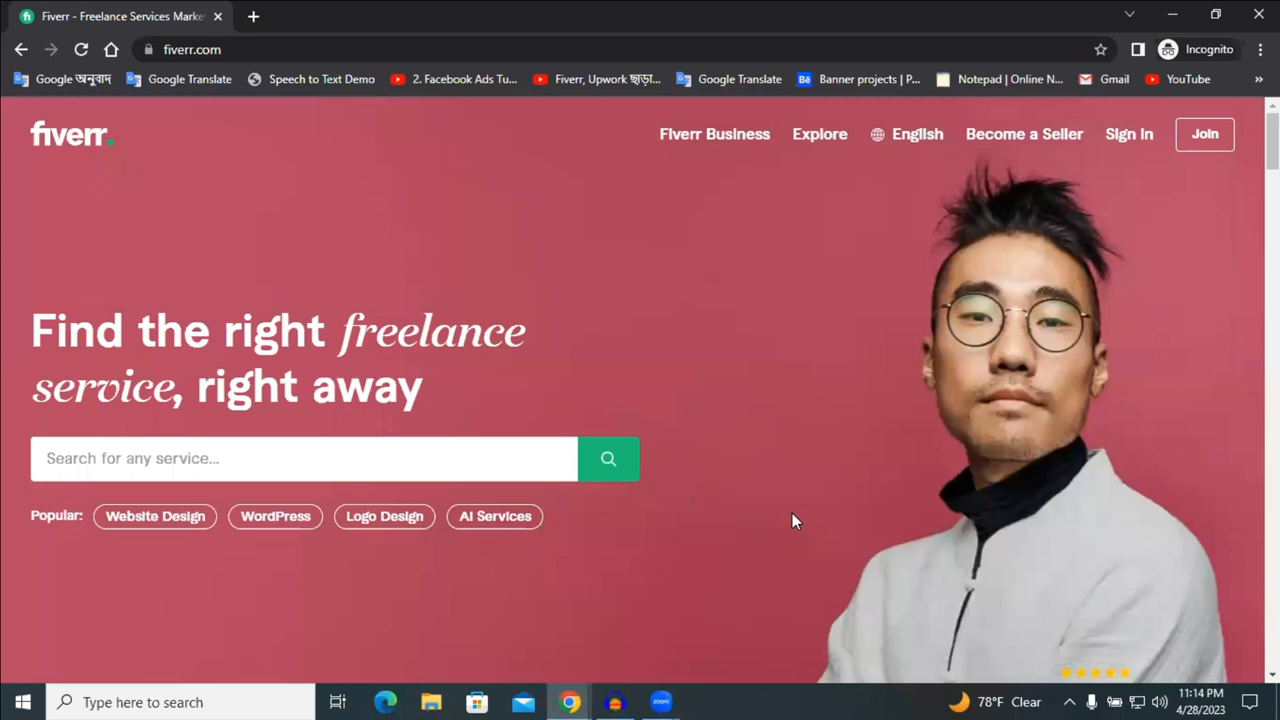 Fiverr - Freelance Services Marke
fiverr.com
Incognito
Google অনুবাদ
Google Translate
Speech to Text Demo
2. Facebook Ads Tu...
Fiverr, Upwork ছাড়া...
Google Translate
Banner projects | P...
Notepad | Online N...
Gmail
YouTube
fiverr.
Fiverr Business
Explore
English
Become a Seller
Sign in
Join
Find the right freelance
service, right away
Search for any service...
Popular:
Website Design
WordPress
Logo Design
AI Services
Type here to search
zoom
78°F Clear
11:14 PM
4/28/2023